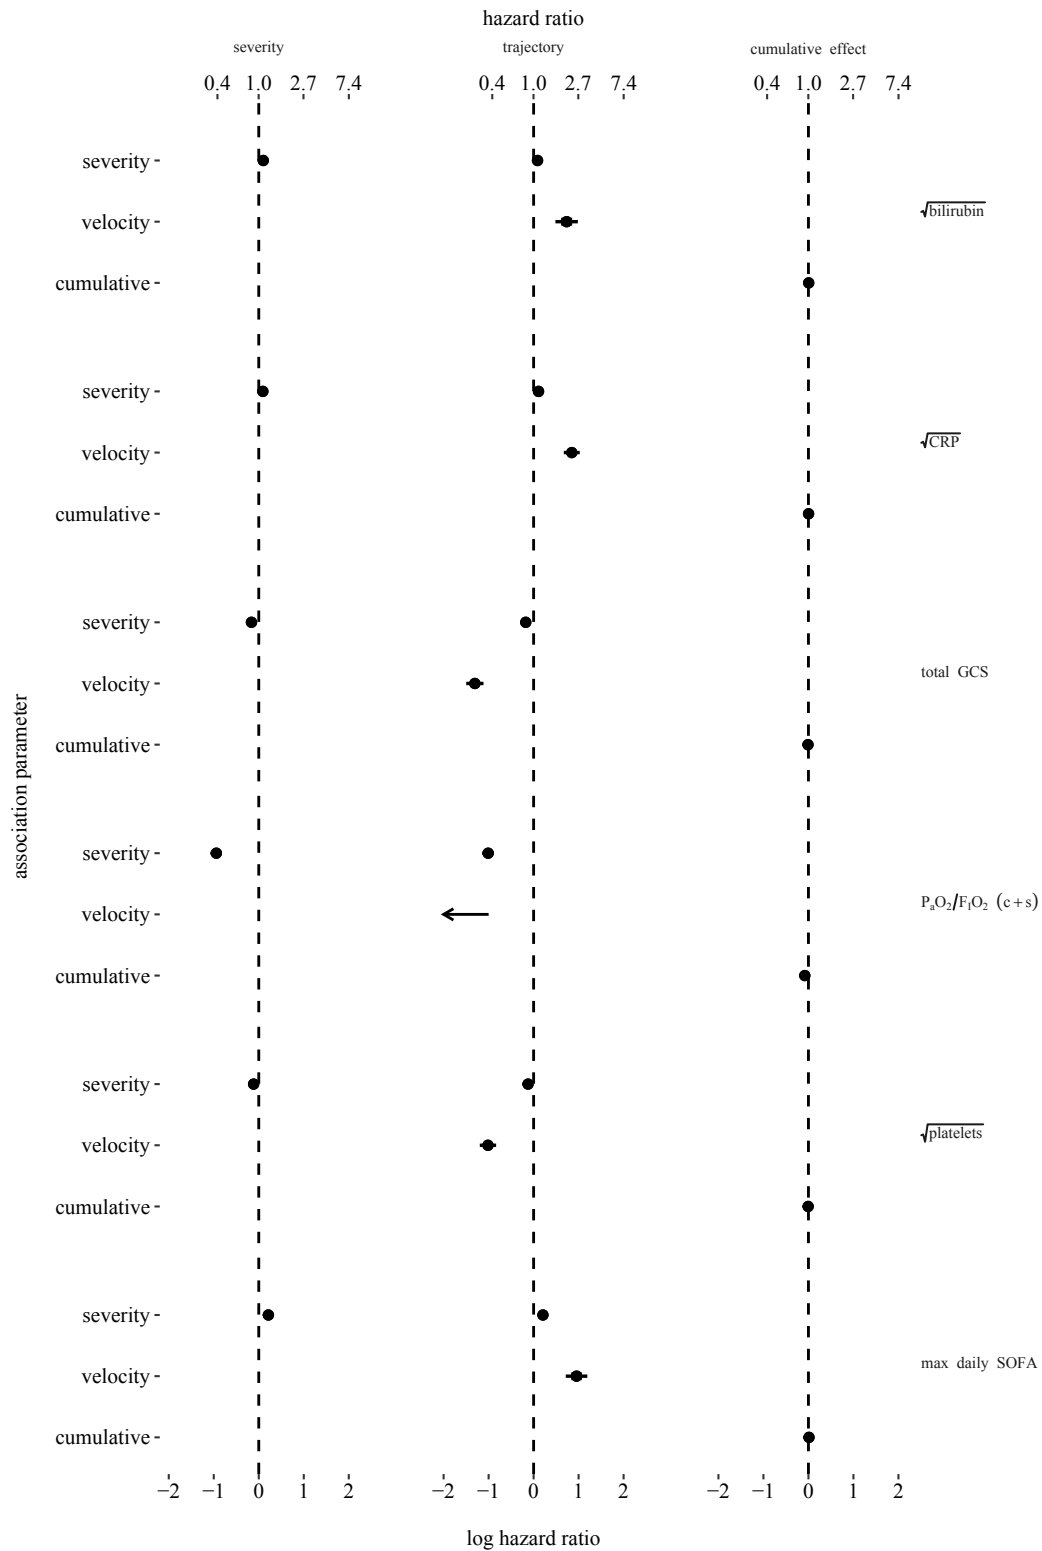 hazard ratio
severity trajectory cumulative effect
0.4 1.0 2.7 7.4 0.4 1.0 2.7 7.4 0.4 1.0 2.7 7.4
association parameter
severity
velocity √bilirubin
cumulative
severity
velocity √CRP
cumulative
severity
velocity total GCS
cumulative
severity
velocity PₐO₂/FᵢO₂ (c + s)
cumulative
severity
velocity √platelets
cumulative
severity
velocity max daily SOFA
cumulative
−2 −1 0 1 2 −2 −1 0 1 2 −2 −1 0 1 2
log hazard ratio